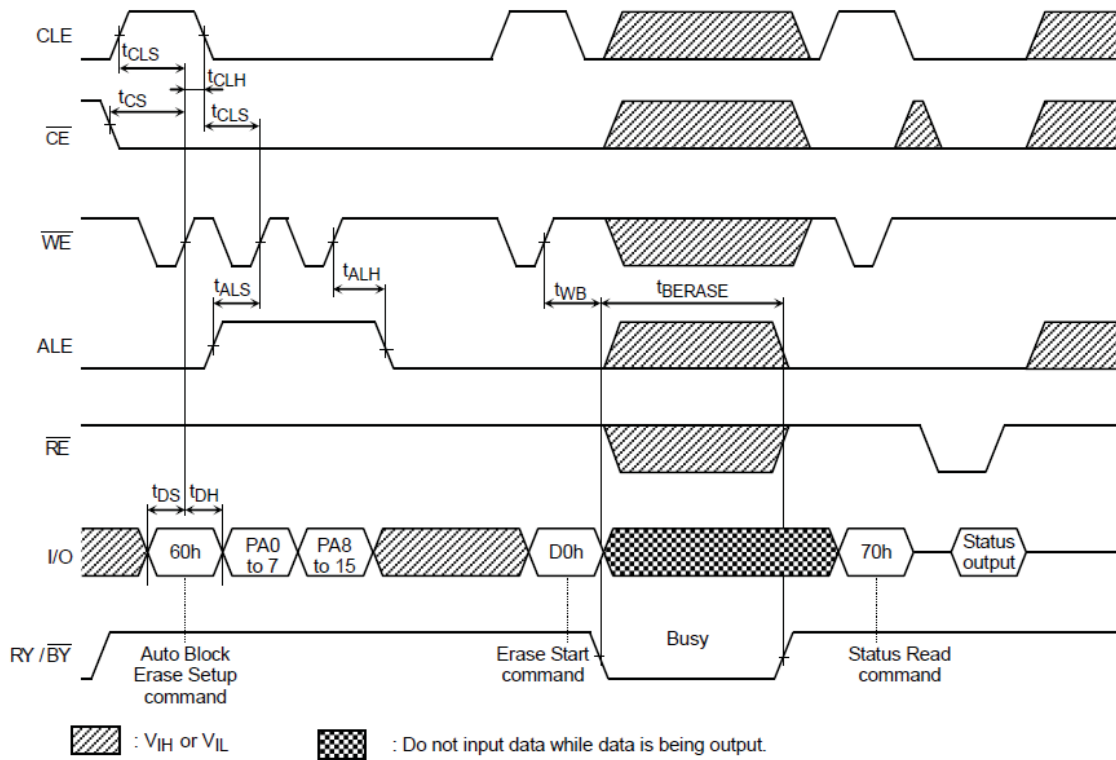 CLE
tCLS
tCLH
tCS
tCLS
CE
WE
tALS
tALH
tWB
tBERASE
ALE
RE
tDS
tDH
I/O
60h
PA0
to 7
PA8
to 15
D0h
70h
Status
output
RY / BY
Busy
Auto Block
Erase Setup
command
Erase Start
command
Status Read
command
: VIH or VIL
: Do not input data while data is being output.